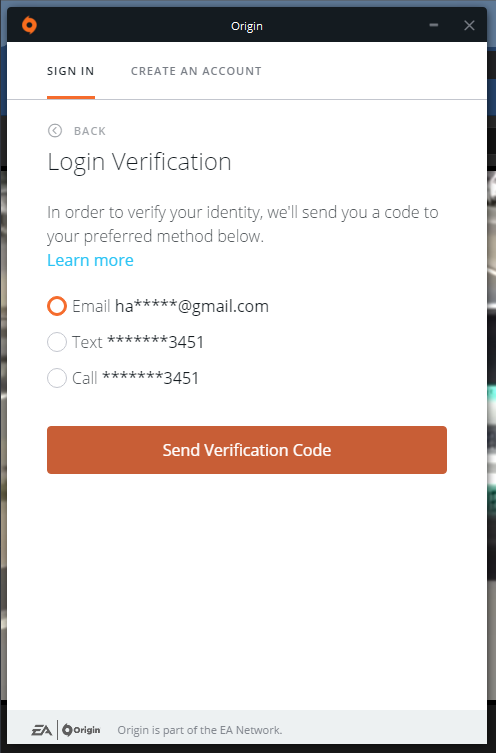 Origin
SIGN IN CREATE AN ACCOUNT
BACK
Login Verification
In order to verify your identity, we'll send you a code to
your preferred method below.
Learn more
Email ha*****@gmail.com
Text *******3451
Call *******3451
Send Verification Code
EA Origin Origin is part of the EA Network.